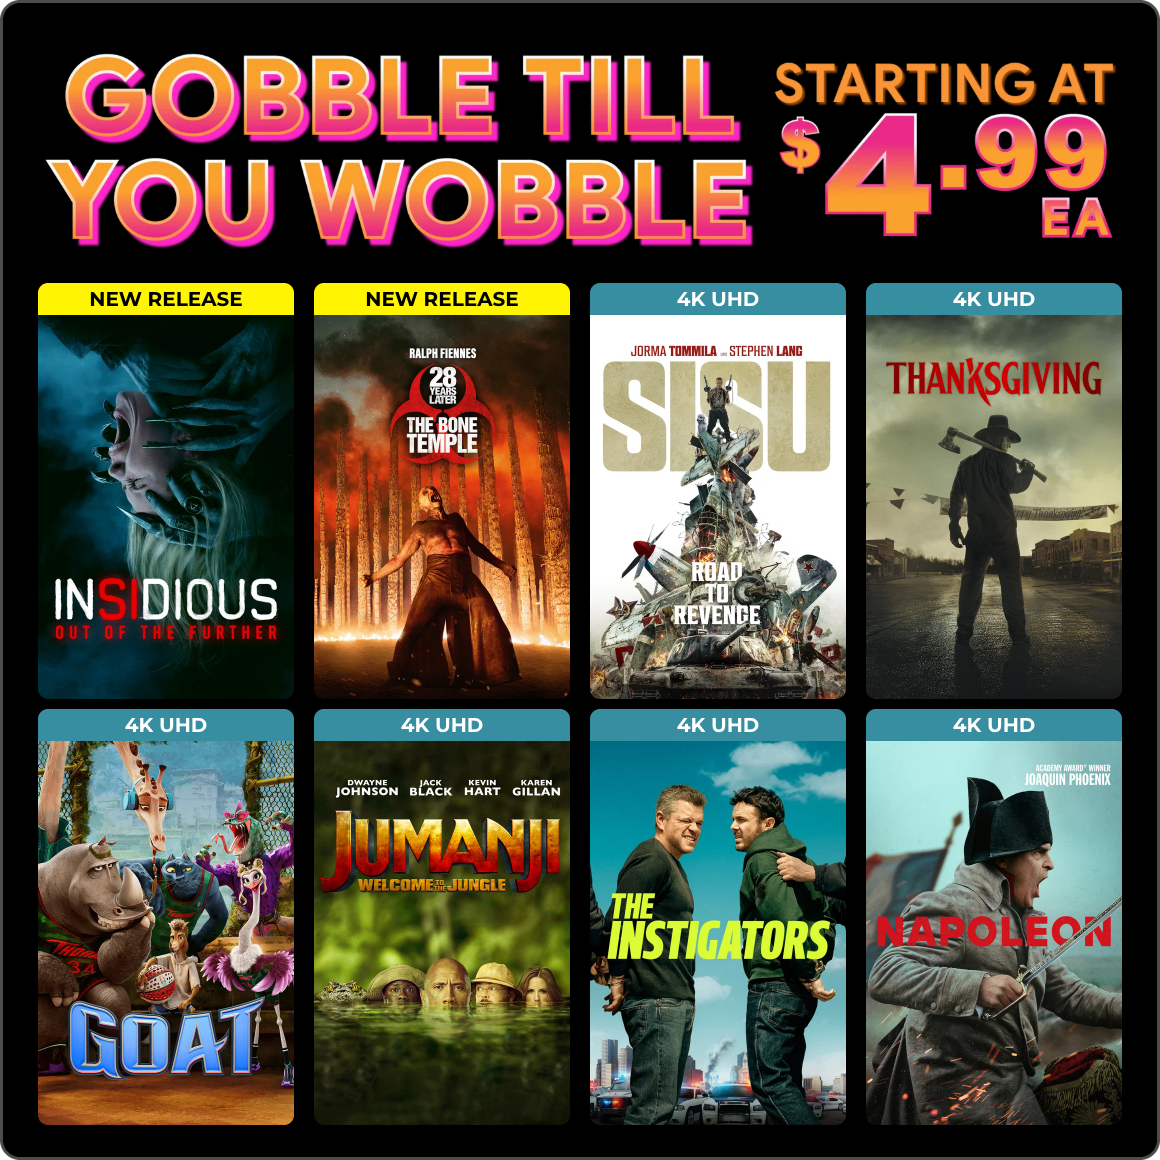 GOBBLE TILL
YOU WOBBLE
STARTING AT
$4.99
EA
NEW RELEASE
INSIDIOUS
OUT OF THE FURTHER
NEW RELEASE
RALPH FIENNES
28
YEARS
LATER
THE BONE
TEMPLE
4K UHD
JORMA TOMMILA AND STEPHEN LANG
SISU
ROAD
TO
REVENGE
4K UHD
THANKSGIVING
4K UHD
THORNS
34
GOAT
4K UHD
DWAYNE JOHNSON
JACK BLACK
KEVIN HART
KAREN GILLAN
JUMANJI
WELCOME TO THE JUNGLE
4K UHD
THE
INSTIGATORS
4K UHD
ACADEMY AWARD® WINNER
JOAQUIN PHOENIX
NAPOLEON